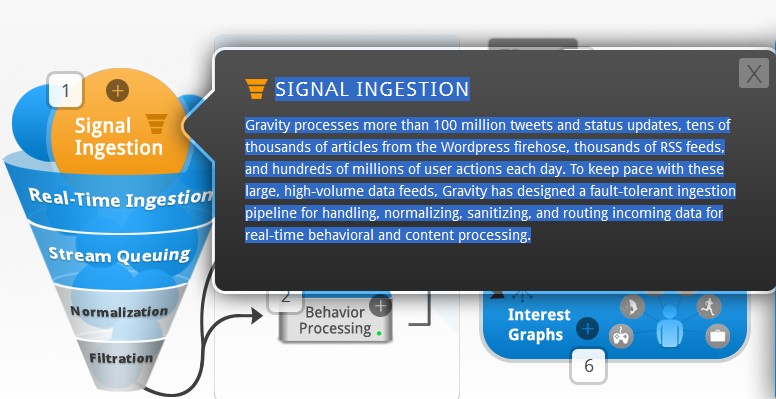 1
Signal
Ingestion
Real-Time Ingestion
Stream Queuing
Normalization
Filtration
X
SIGNAL INGESTION
Gravity processes more than 100 million tweets and status updates, tens of
thousands of articles from the Wordpress firehose, thousands of RSS feeds,
and hundreds of millions of user actions each day. To keep pace with these
large, high-volume data feeds, Gravity has designed a fault-tolerant ingestion
pipeline for handling, normalizing, sanitizing, and routing incoming data for
real-time behavioral and content processing.
2
Behavior
Processing
Interest
Graphs
6